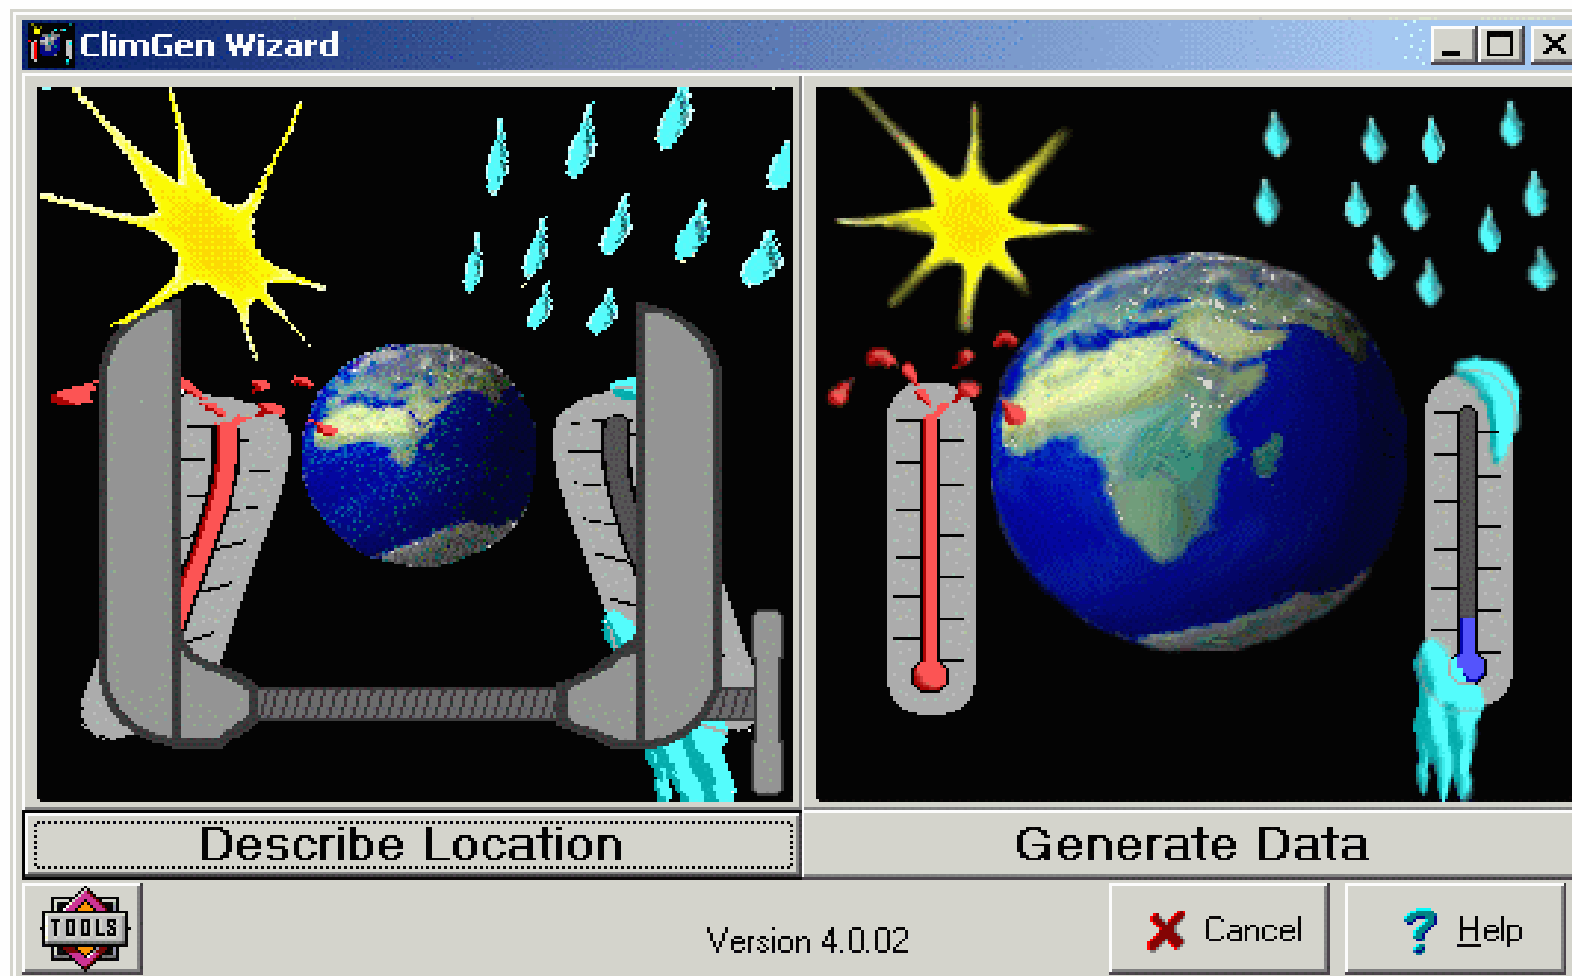 ClimGen Wizard
Describe Location
Generate Data
TOOLS
Version 4.0.02
Cancel
Help